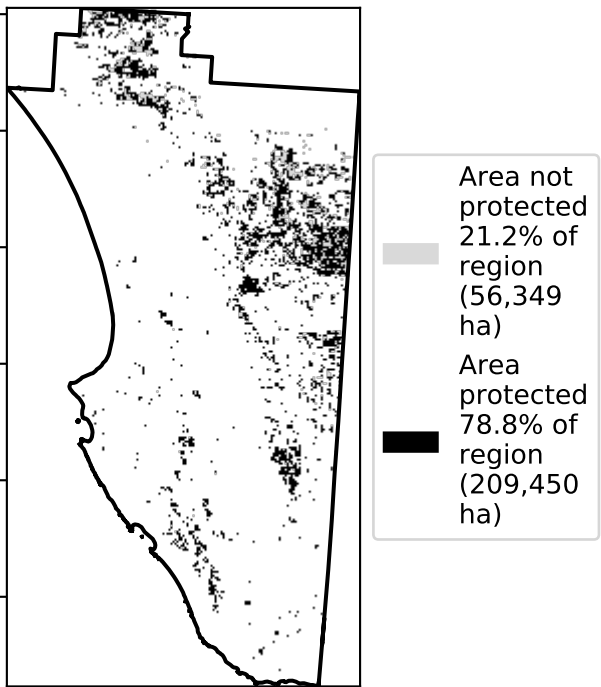 Area not
protected
21.2% of
region
(56,349
ha)
Area
protected
78.8% of
region
(209,450
ha)